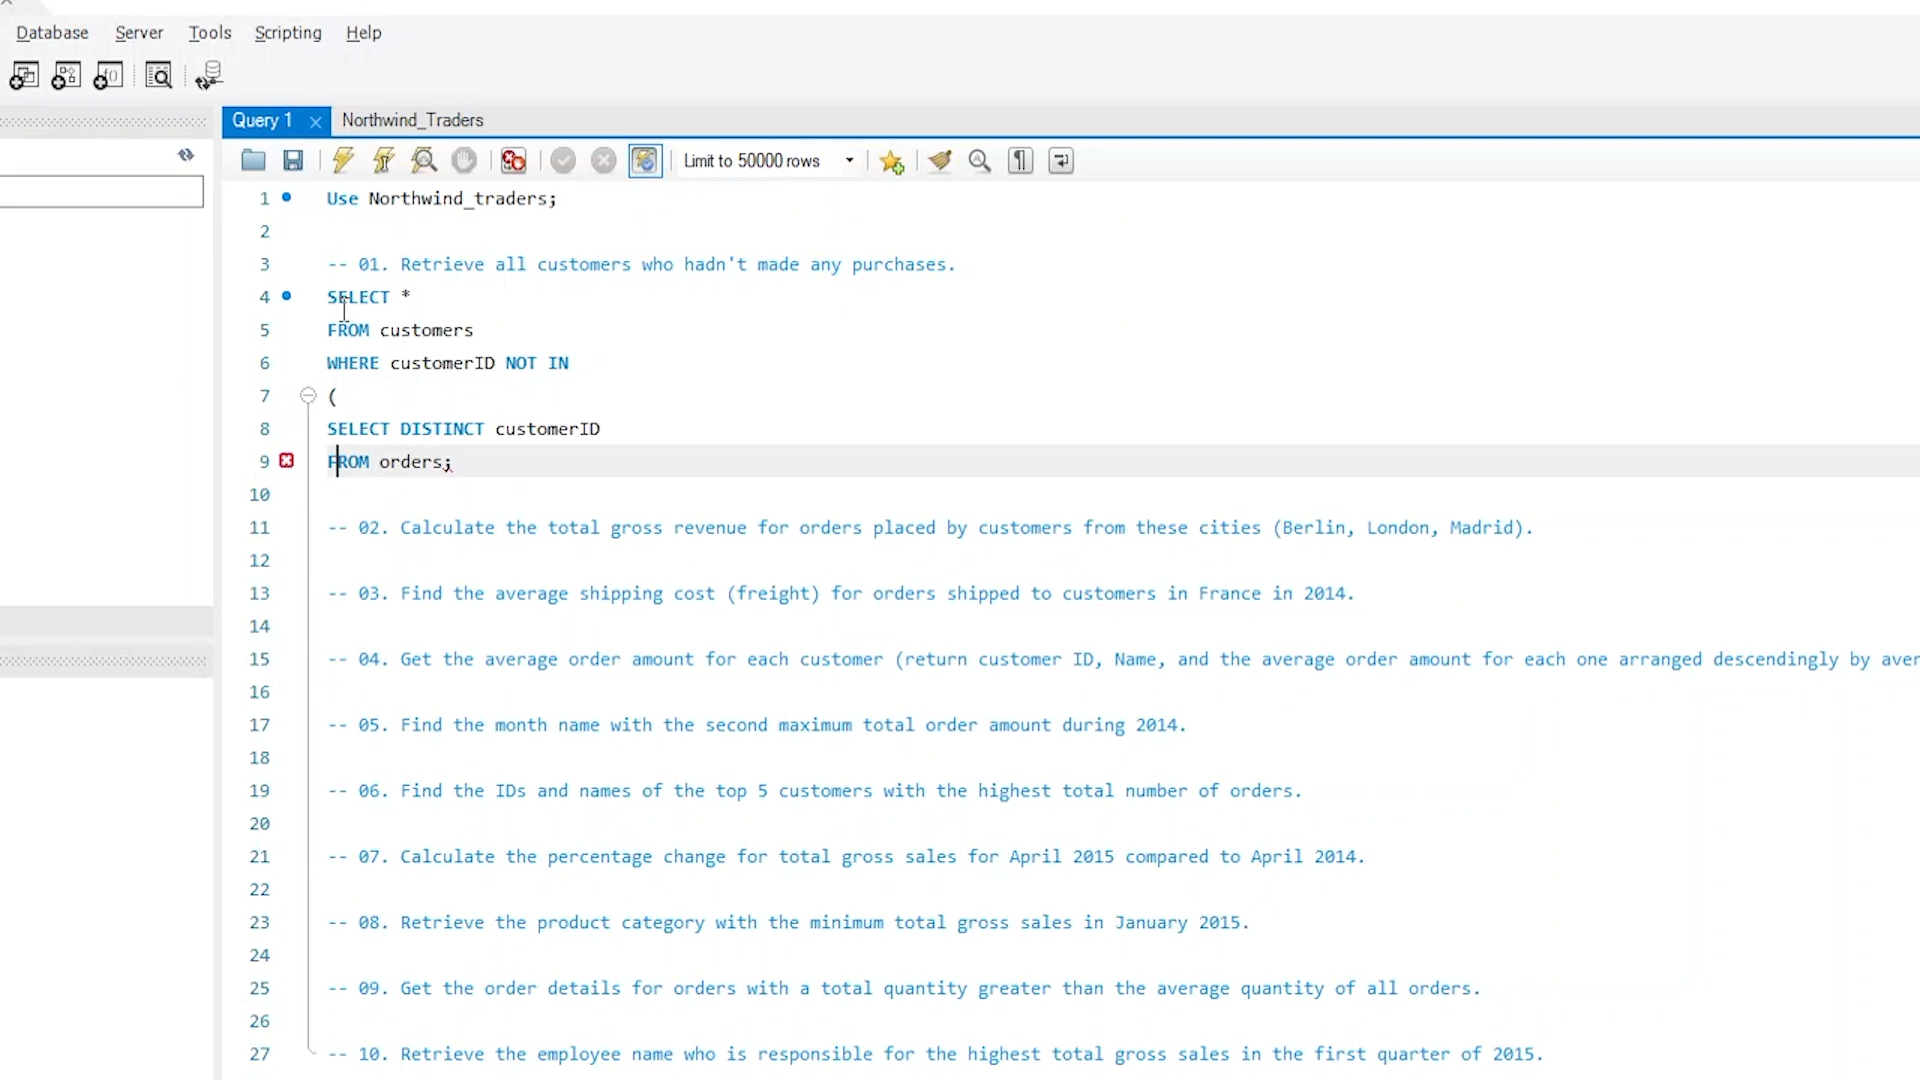 Database Server Tools Scripting Help
Query 1 Northwind_Traders
Limit to 50000 rows
1 Use Northwind_traders;
2
3 -- 01. Retrieve all customers who hadn't made any purchases.
4 SELECT *
5 FROM customers
6 WHERE customerID NOT IN
7 (
8 SELECT DISTINCT customerID
9 FROM orders;
10
11 -- 02. Calculate the total gross revenue for orders placed by customers from these cities (Berlin, London, Madrid).
12
13 -- 03. Find the average shipping cost (freight) for orders shipped to customers in France in 2014.
14
15 -- 04. Get the average order amount for each customer (return customer ID, Name, and the average order amount for each one arranged descendingly by aver
16
17 -- 05. Find the month name with the second maximum total order amount during 2014.
18
19 -- 06. Find the IDs and names of the top 5 customers with the highest total number of orders.
20
21 -- 07. Calculate the percentage change for total gross sales for April 2015 compared to April 2014.
22
23 -- 08. Retrieve the product category with the minimum total gross sales in January 2015.
24
25 -- 09. Get the order details for orders with a total quantity greater than the average quantity of all orders.
26
27 -- 10. Retrieve the employee name who is responsible for the highest total gross sales in the first quarter of 2015.